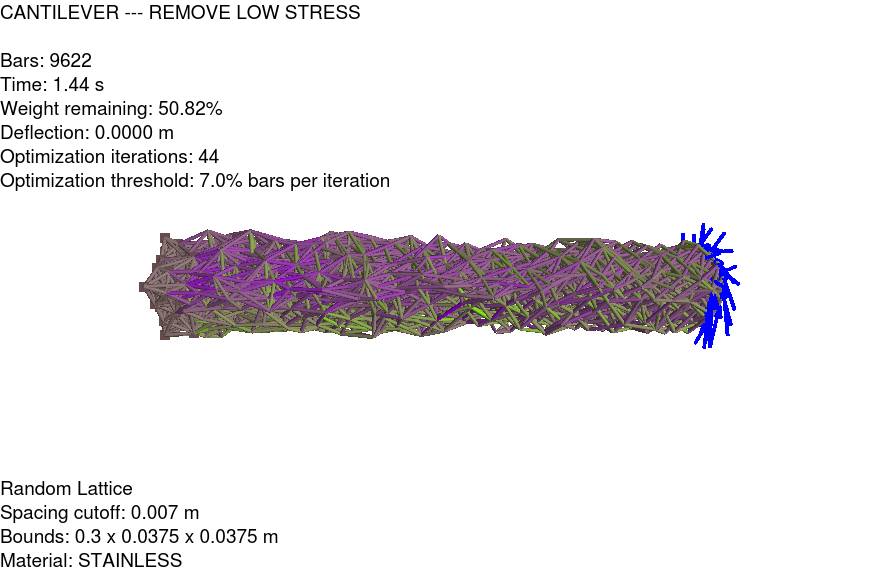 CANTILEVER --- REMOVE LOW STRESS
Bars: 9622
Time: 1.44 s
Weight remaining: 50.82%
Deflection: 0.0000 m
Optimization iterations: 44
Optimization threshold: 7.0% bars per iteration
Random Lattice
Spacing cutoff: 0.007 m
Bounds: 0.3 x 0.0375 x 0.0375 m
Material: STAINLESS